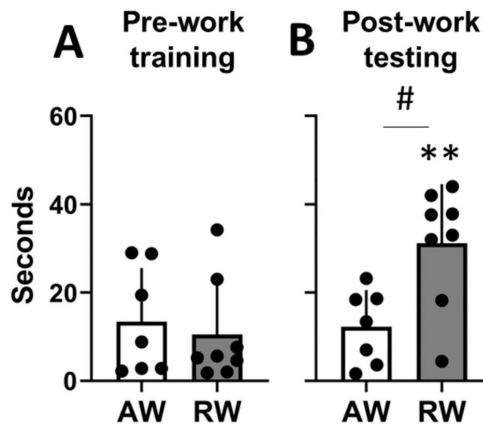 A
Pre-work
training
B
Post-work
testing
#
**
60
40
20
0
Seconds
AW
RW
AW
RW